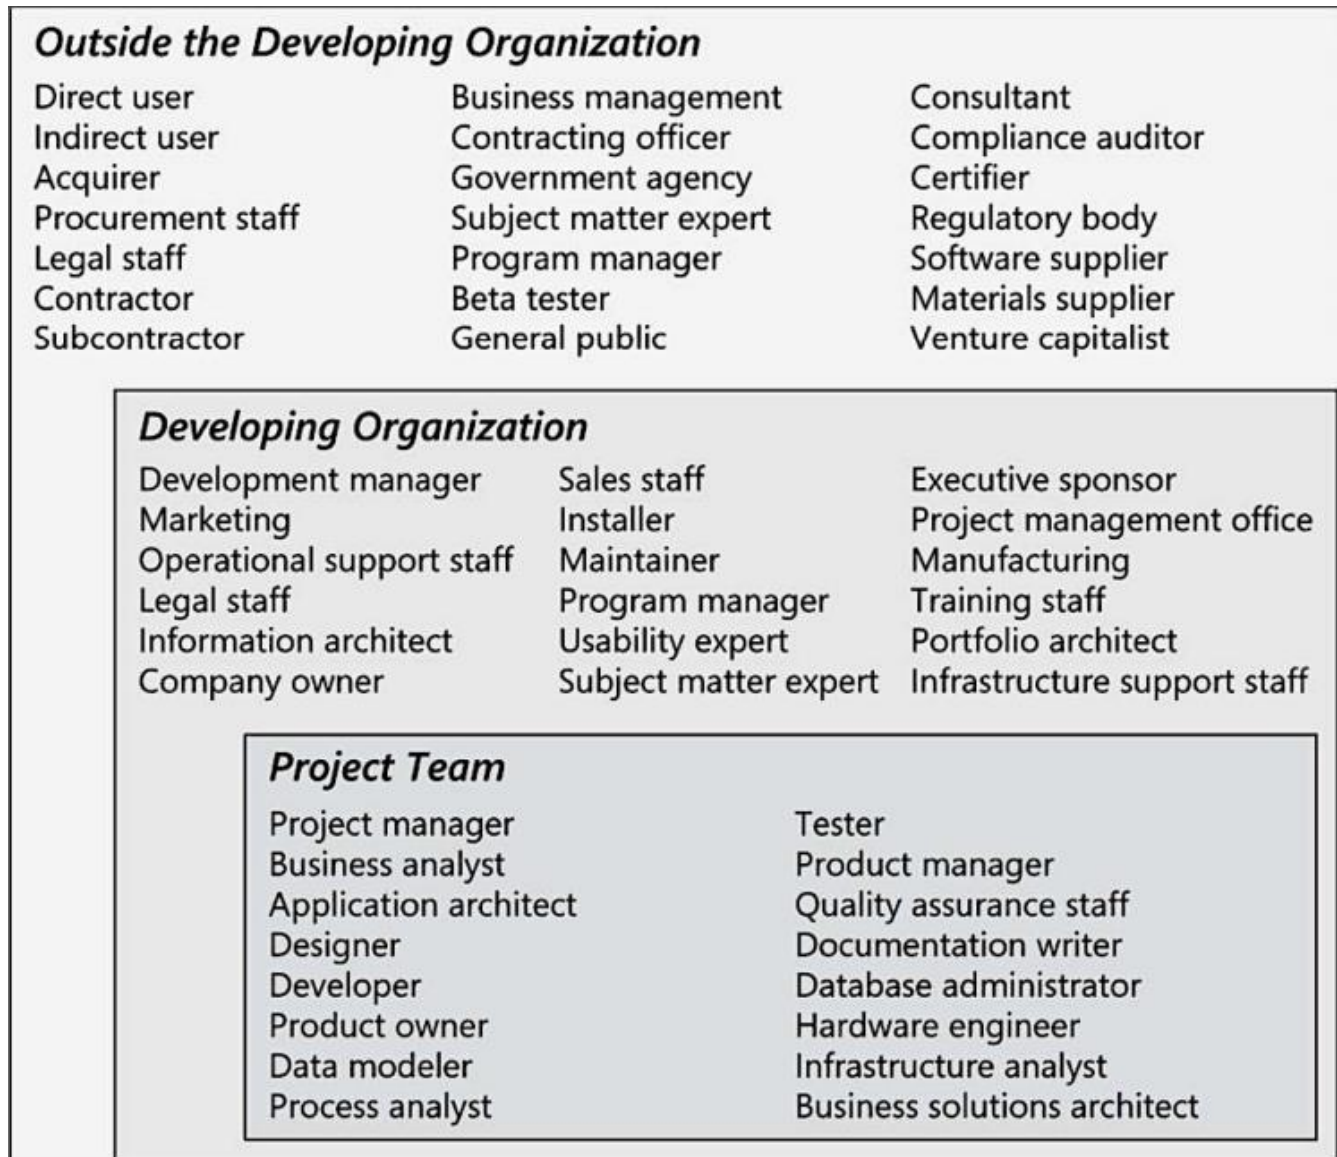 Outside the Developing Organization
Direct user
Indirect user
Acquirer
Procurement staff
Legal staff
Contractor
Subcontractor
Business management
Contracting officer
Government agency
Subject matter expert
Program manager
Beta tester
General public
Consultant
Compliance auditor
Certifier
Regulatory body
Software supplier
Materials supplier
Venture capitalist
Developing Organization
Development manager
Marketing
Operational support staff
Legal staff
Information architect
Company owner
Sales staff
Installer
Maintainer
Program manager
Usability expert
Subject matter expert
Executive sponsor
Project management office
Manufacturing
Training staff
Portfolio architect
Infrastructure support staff
Project Team
Project manager
Business analyst
Application architect
Designer
Developer
Product owner
Data modeler
Process analyst
Tester
Product manager
Quality assurance staff
Documentation writer
Database administrator
Hardware engineer
Infrastructure analyst
Business solutions architect